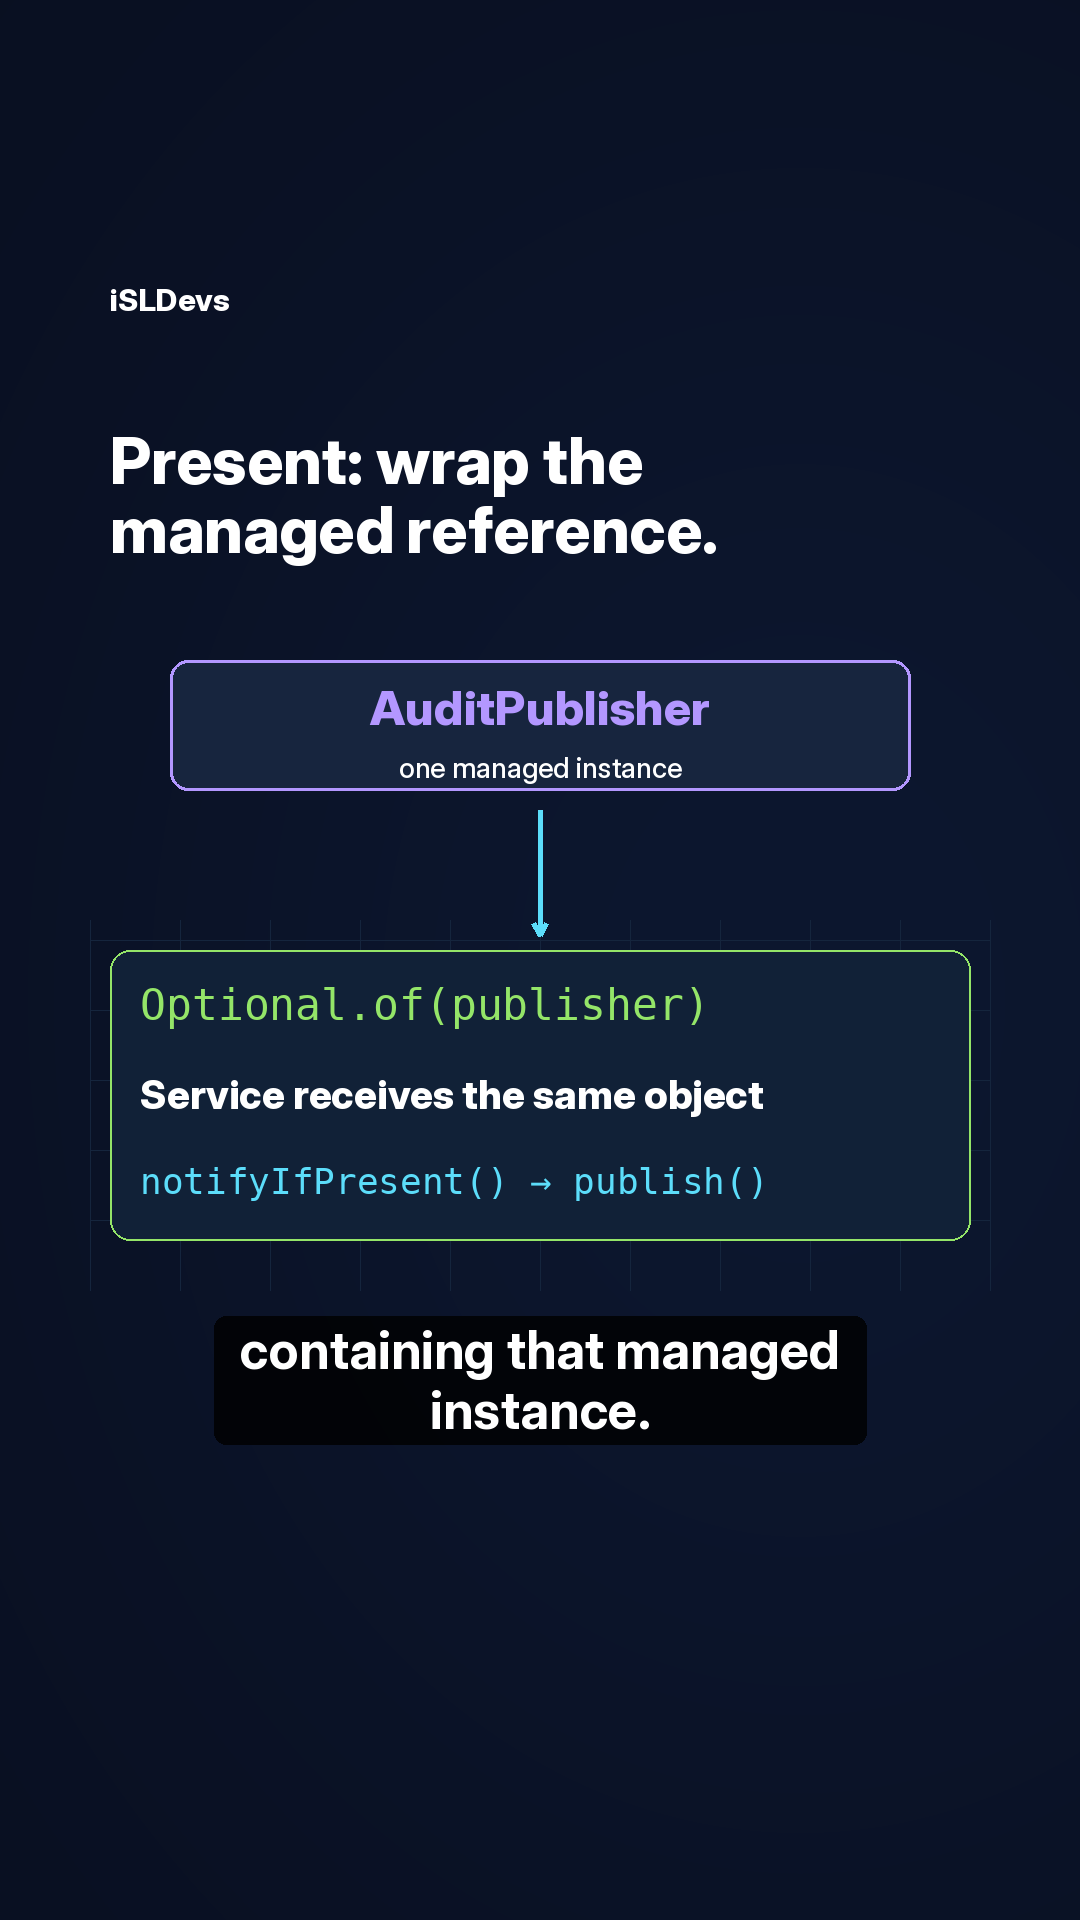 iSLDevs
Present: wrap the
managed reference.
AuditPublisher
one managed instance
Optional.of(publisher)
Service receives the same object
notifyIfPresent() → publish()
containing that managed
instance.